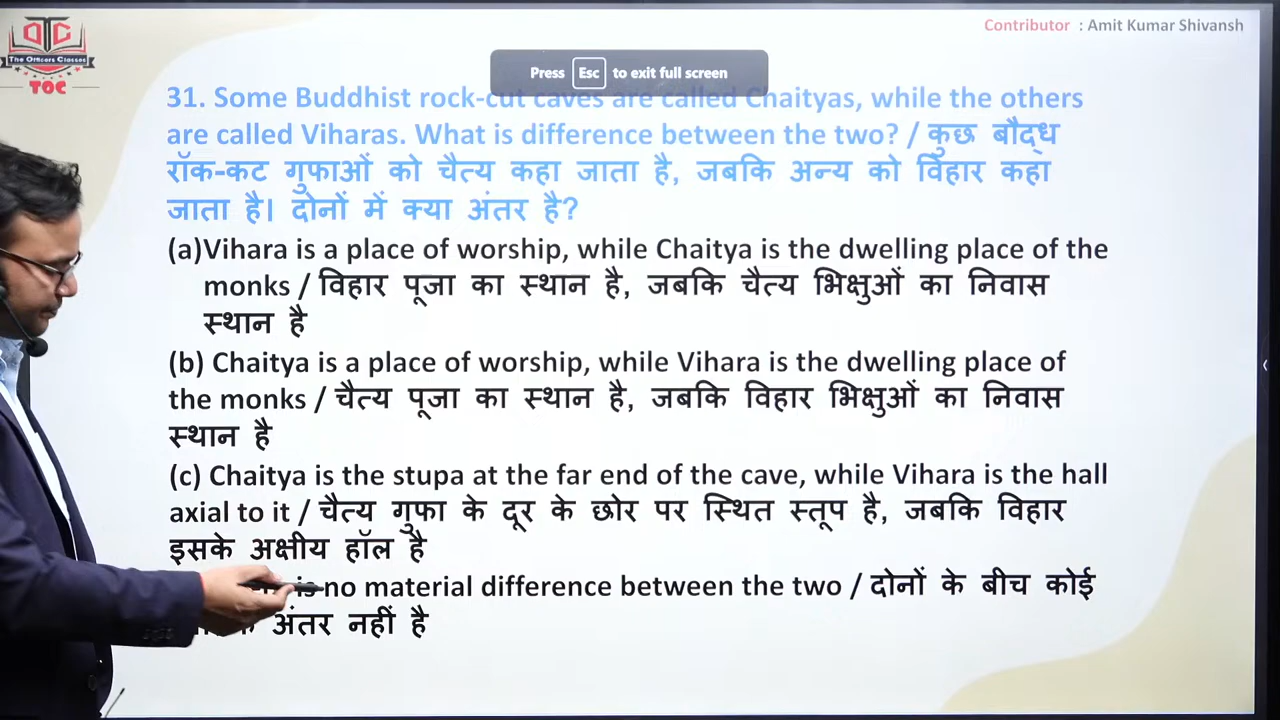 OTC
The Officers Classes
TOC
Contributor : Amit Kumar Shivansh
Press Esc to exit full screen
31. Some Buddhist rock-cut caves are called Chaityas, while the others
are called Viharas. What is difference between the two? / कुछ बौद्ध
रॉक-कट गुफाओं को चैत्य कहा जाता है, जबकि अन्य को विहार कहा
जाता है। दोनों में क्या अंतर है?
(a)Vihara is a place of worship, while Chaitya is the dwelling place of the
monks / विहार पूजा का स्थान है, जबकि चैत्य भिक्षुओं का निवास
स्थान है
(b) Chaitya is a place of worship, while Vihara is the dwelling place of
the monks / चैत्य पूजा का स्थान है, जबकि विहार भिक्षुओं का निवास
स्थान है
(c) Chaitya is the stupa at the far end of the cave, while Vihara is the hall
axial to it / चैत्य गुफा के दूर के छोर पर स्थित स्तूप है, जबकि विहार
इसके अक्षीय हॉल है
is no material difference between the two / दोनों के बीच कोई
अंतर नहीं है